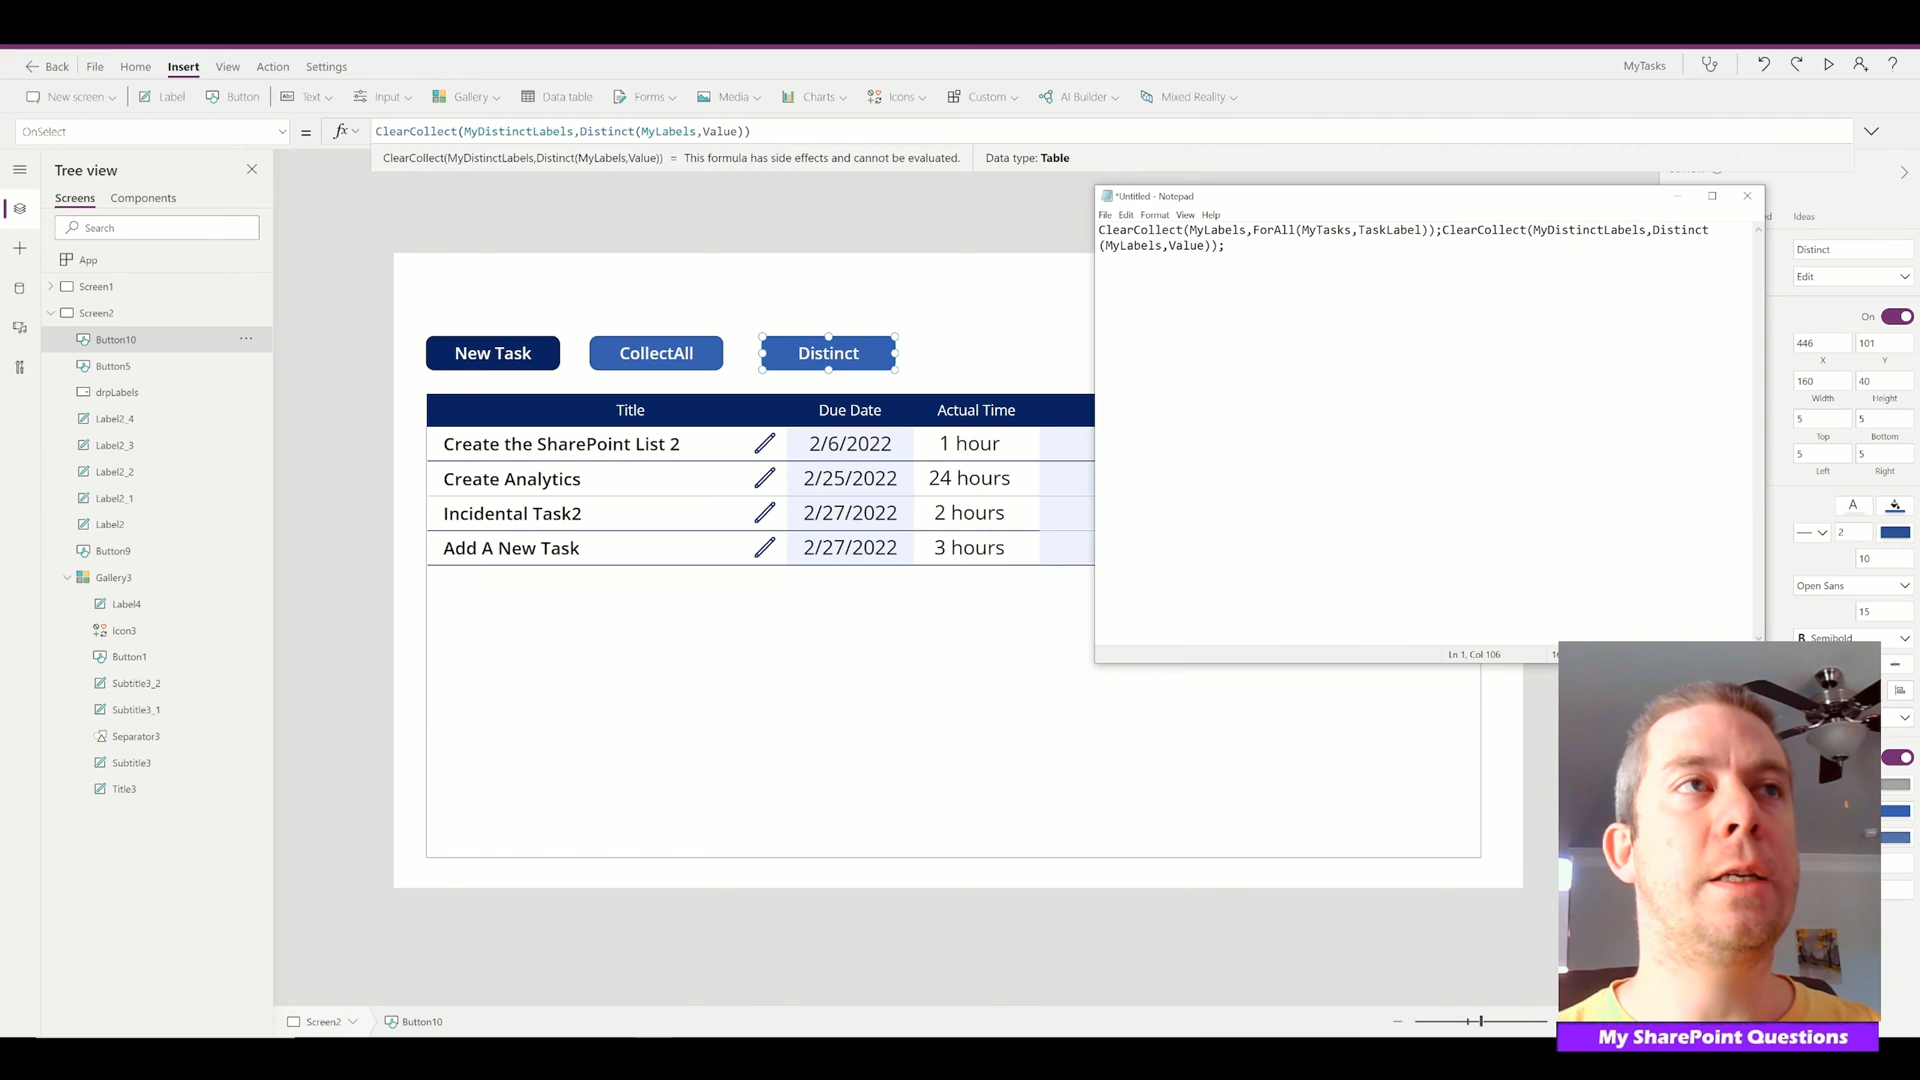 Back File Home Insert View Action Settings MyTasks
New screen Label Button Text Input Gallery Data table Forms Media Charts Icons Custom AI Builder Mixed Reality
OnSelect = fx ClearCollect(MyDistinctLabels,Distinct(MyLabels,Value))
ClearCollect(MyDistinctLabels,Distinct(MyLabels,Value)) = This formula has side effects and cannot be evaluated. Data type: Table
Tree view
Screens Components
Search
App
Screen1
Screen2
Button10
Button5
drpLabels
Label2_4
Label2_3
Label2_2
Label2_1
Label2
Button9
Gallery3
Label4
Icon3
Button1
Subtitle3_2
Subtitle3_1
Separator3
Subtitle3
Title3
New Task CollectAll Distinct
Title Due Date Actual Time
Create the SharePoint List 2 2/6/2022 1 hour
Create Analytics 2/25/2022 24 hours
Incidental Task2 2/27/2022 2 hours
Add A New Task 2/27/2022 3 hours
*Untitled - Notepad
File Edit Format View Help
ClearCollect(MyLabels,ForAll(MyTasks,TaskLabel));ClearCollect(MyDistinctLabels,Distinct
(MyLabels,Value));
Ln 1, Col 106
Ideas
Distinct
Edit
On
446 101
X Y
160 40
Width Height
5 5
Top Bottom
5 5
Left Right
A
2
10
Open Sans
15
B Semibold
Screen2 Button10
My SharePoint Questions